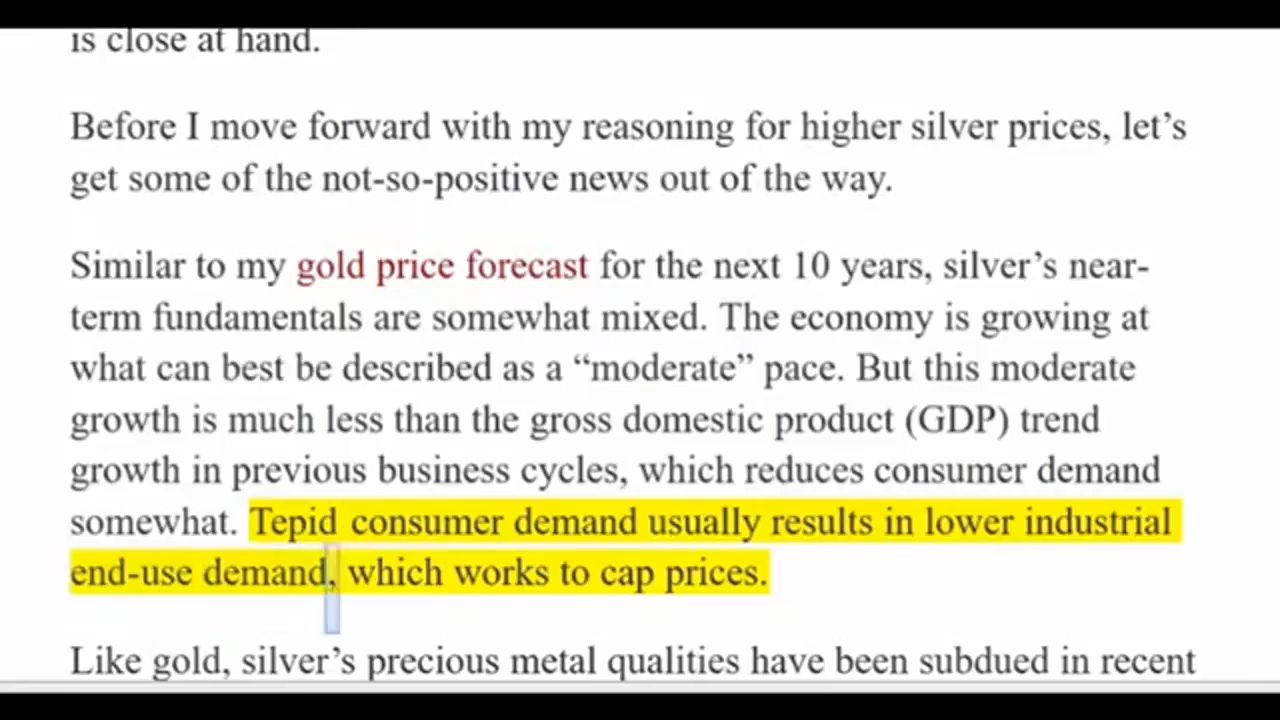 is close at hand.
Before I move forward with my reasoning for higher silver prices, let’s
get some of the not-so-positive news out of the way.
Similar to my gold price forecast for the next 10 years, silver’s near-
term fundamentals are somewhat mixed. The economy is growing at
what can best be described as a “moderate” pace. But this moderate
growth is much less than the gross domestic product (GDP) trend
growth in previous business cycles, which reduces consumer demand
somewhat. Tepid consumer demand usually results in lower industrial
end-use demand, which works to cap prices.
Like gold, silver’s precious metal qualities have been subdued in recent